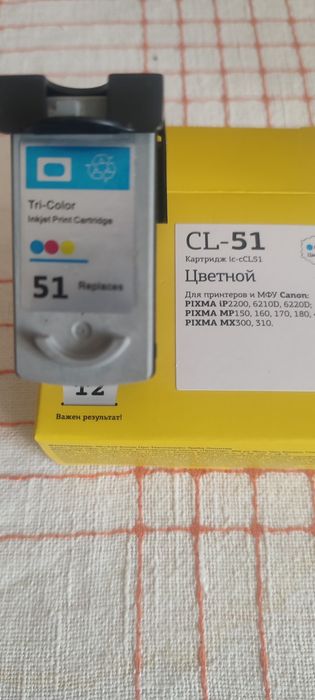 Tri-Color
Inkjet Print Cartridge
51 Replaces
CL-51
Картридж ic-cCL51
Цветной
Для принтеров и МФУ Canon:
PIXMA iP2200, 6210D, 6220D;
PIXMA MP150, 160, 170, 180,
PIXMA MX300, 310.
12
Важен результат!